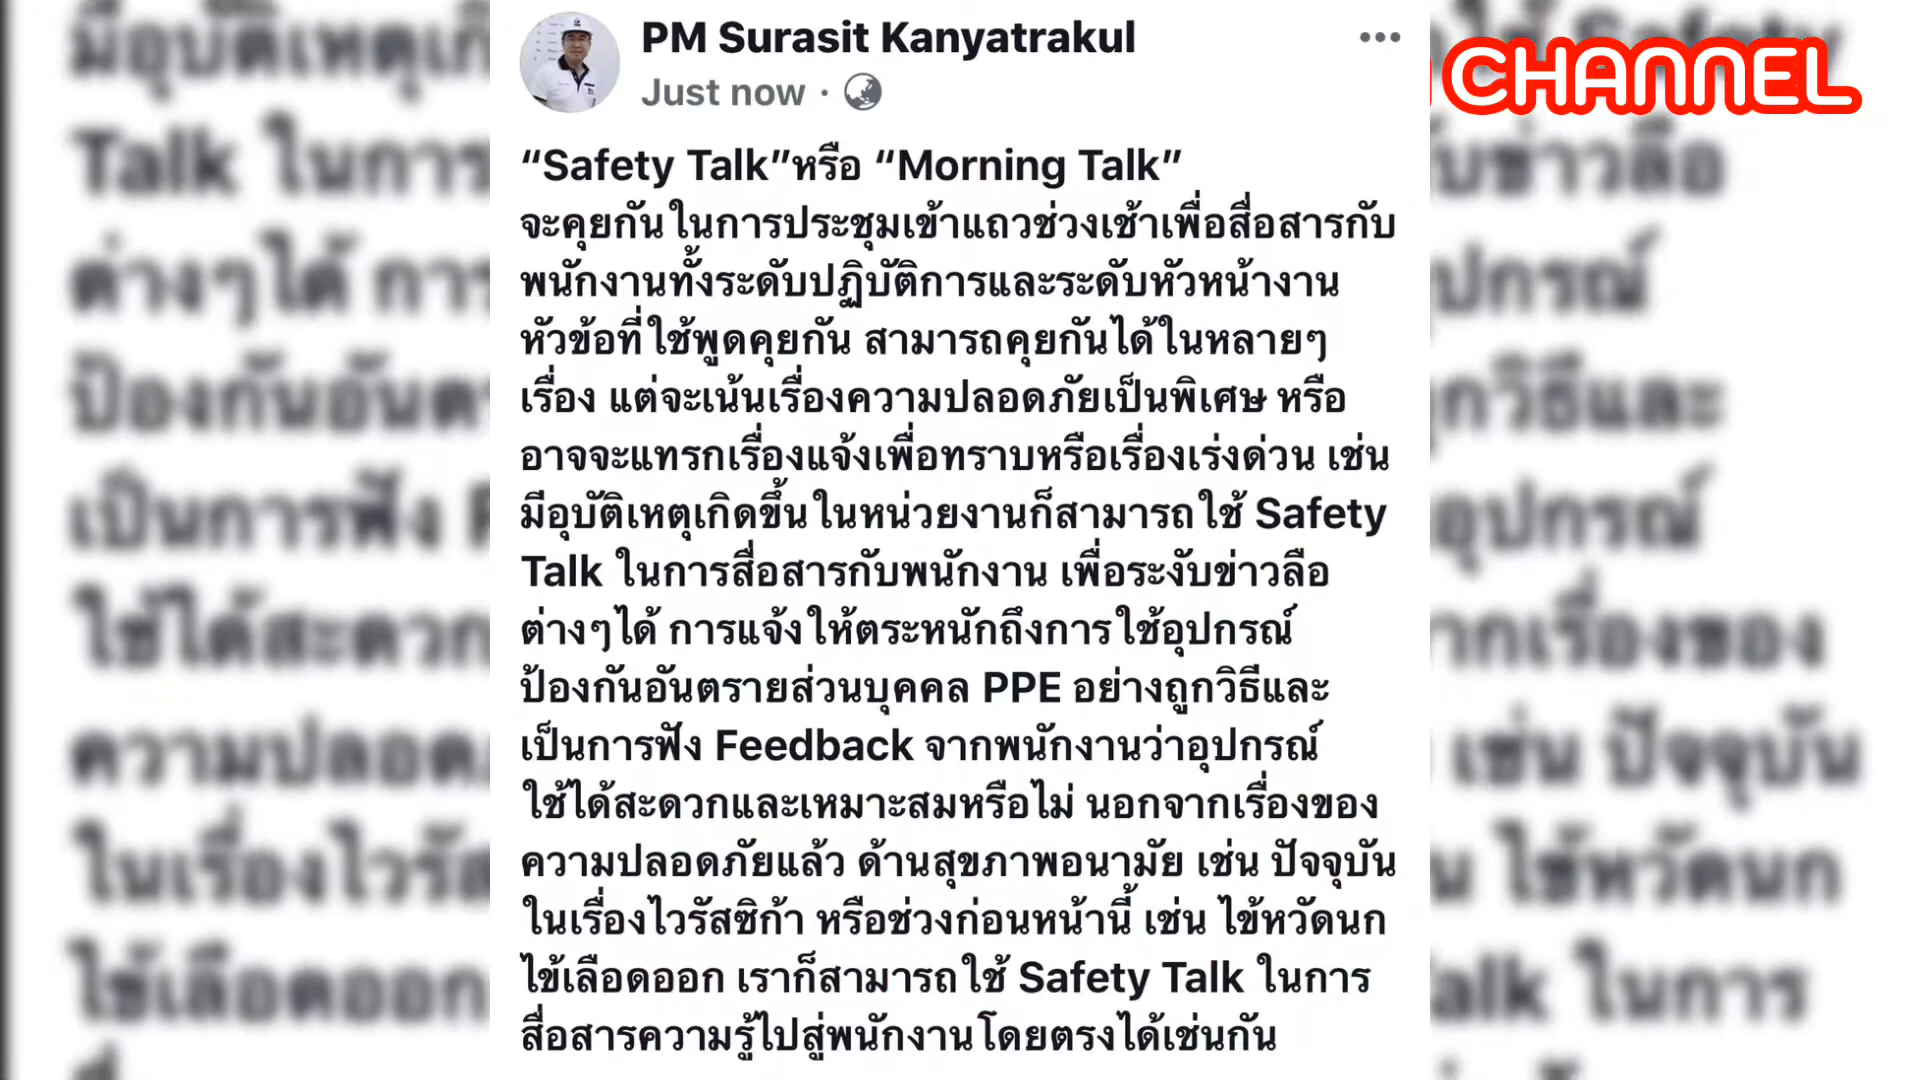 PM Surasit Kanyatrakul
Just now ·
CHANNEL
“Safety Talk”หรือ “Morning Talk”
จะคุยกันในการประชุมเข้าแถวช่วงเช้าเพื่อสื่อสารกับ
พนักงานทั้งระดับปฏิบัติการและระดับหัวหน้างาน
หัวข้อที่ใช้พูดคุยกัน สามารถคุยกันได้ในหลายๆ
เรื่อง แต่จะเน้นเรื่องความปลอดภัยเป็นพิเศษ หรือ
อาจจะแทรกเรื่องแจ้งเพื่อทราบหรือเรื่องเร่งด่วน เช่น
มีอุบัติเหตุเกิดขึ้นในหน่วยงานก็สามารถใช้ Safety
Talk ในการสื่อสารกับพนักงาน เพื่อระงับข่าวลือ
ต่างๆได้ การแจ้งให้ตระหนักถึงการใช้อุปกรณ์
ป้องกันอันตรายส่วนบุคคล PPE อย่างถูกวิธีและ
เป็นการฟัง Feedback จากพนักงานว่าอุปกรณ์
ใช้ได้สะดวกและเหมาะสมหรือไม่ นอกจากเรื่องของ
ความปลอดภัยแล้ว ด้านสุขภาพอนามัย เช่น ปัจจุบัน
ในเรื่องไวรัสซิก้า หรือช่วงก่อนหน้านี้ เช่น ไข้หวัดนก
ไข้เลือดออก เราก็สามารถใช้ Safety Talk ในการ
สื่อสารความรู้ไปสู่พนักงานโดยตรงได้เช่นกัน